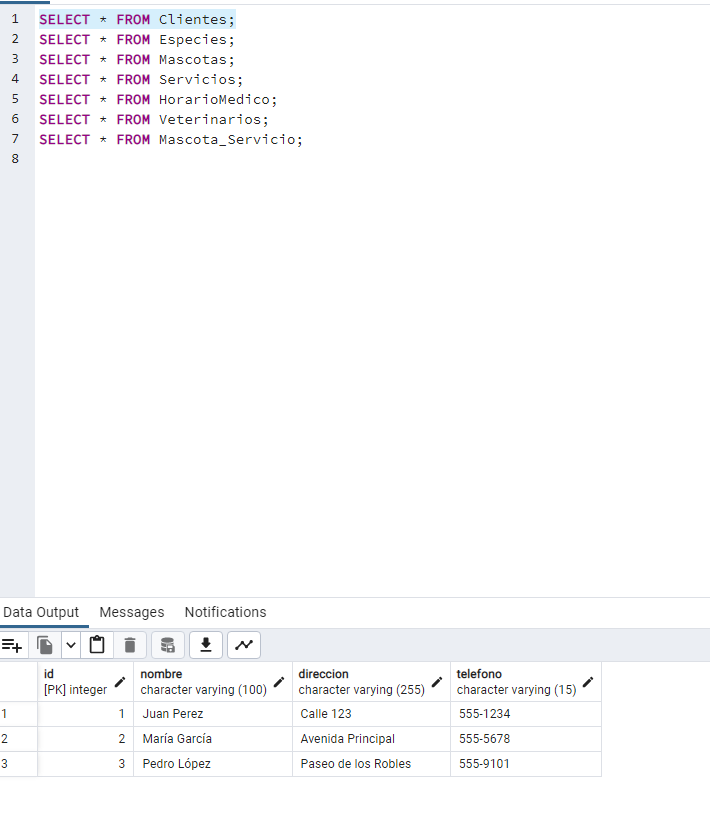 1 SELECT * FROM Clientes;
2 SELECT * FROM Especies;
3 SELECT * FROM Mascotas;
4 SELECT * FROM Servicios;
5 SELECT * FROM HorarioMedico;
6 SELECT * FROM Veterinarios;
7 SELECT * FROM Mascota_Servicio;
8
Data Output Messages Notifications
id nombre direccion telefono
[PK] integer character varying (100) character varying (255) character varying (15)
1 1 Juan Perez Calle 123 555-1234
2 2 María García Avenida Principal 555-5678
3 3 Pedro López Paseo de los Robles 555-9101